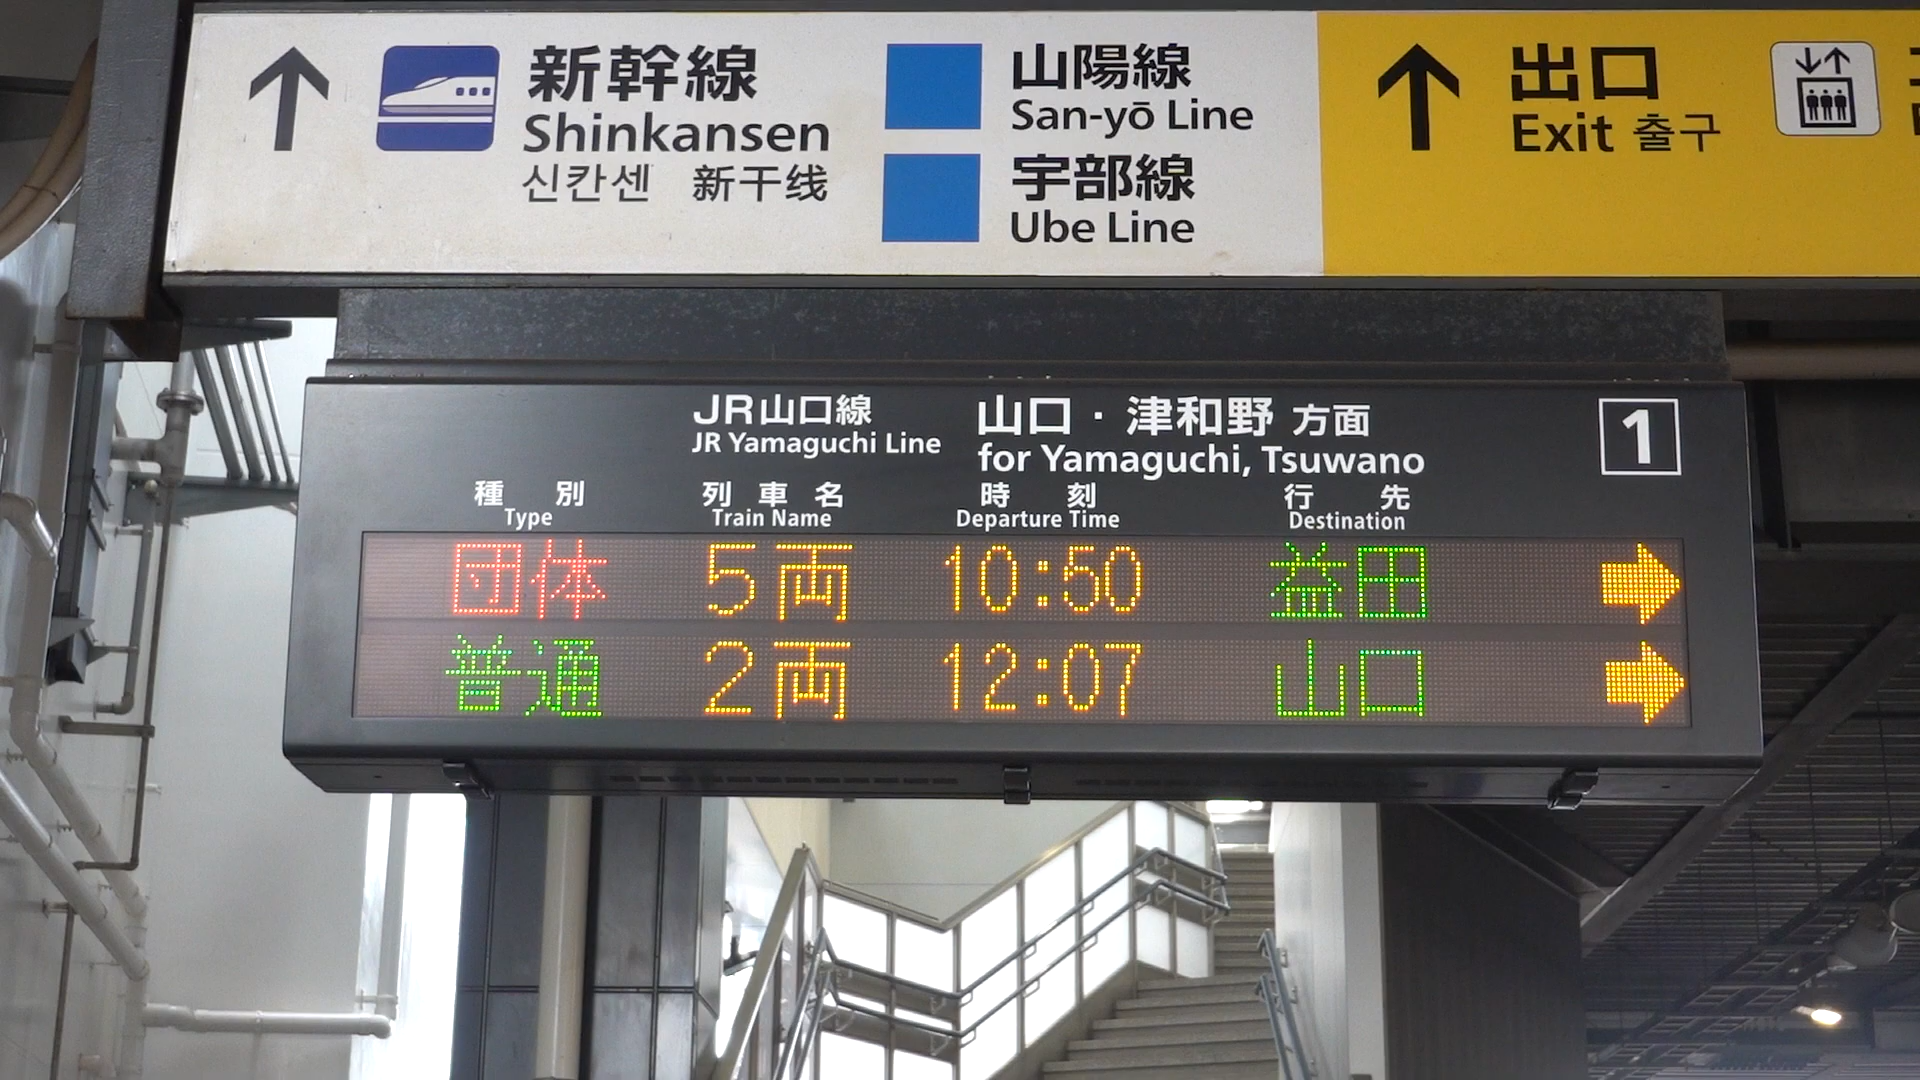 新幹線
Shinkansen
신칸센 新干线
山陽線
San-yō Line
宇部線
Ube Line
出口
Exit 출구
JR山口線
JR Yamaguchi Line
山口・津和野 方面
for Yamaguchi, Tsuwano
1
種別 列車名 時刻 行先
Type Train Name Departure Time Destination
団体 5両 10:50 益田
普通 2両 12:07 山口